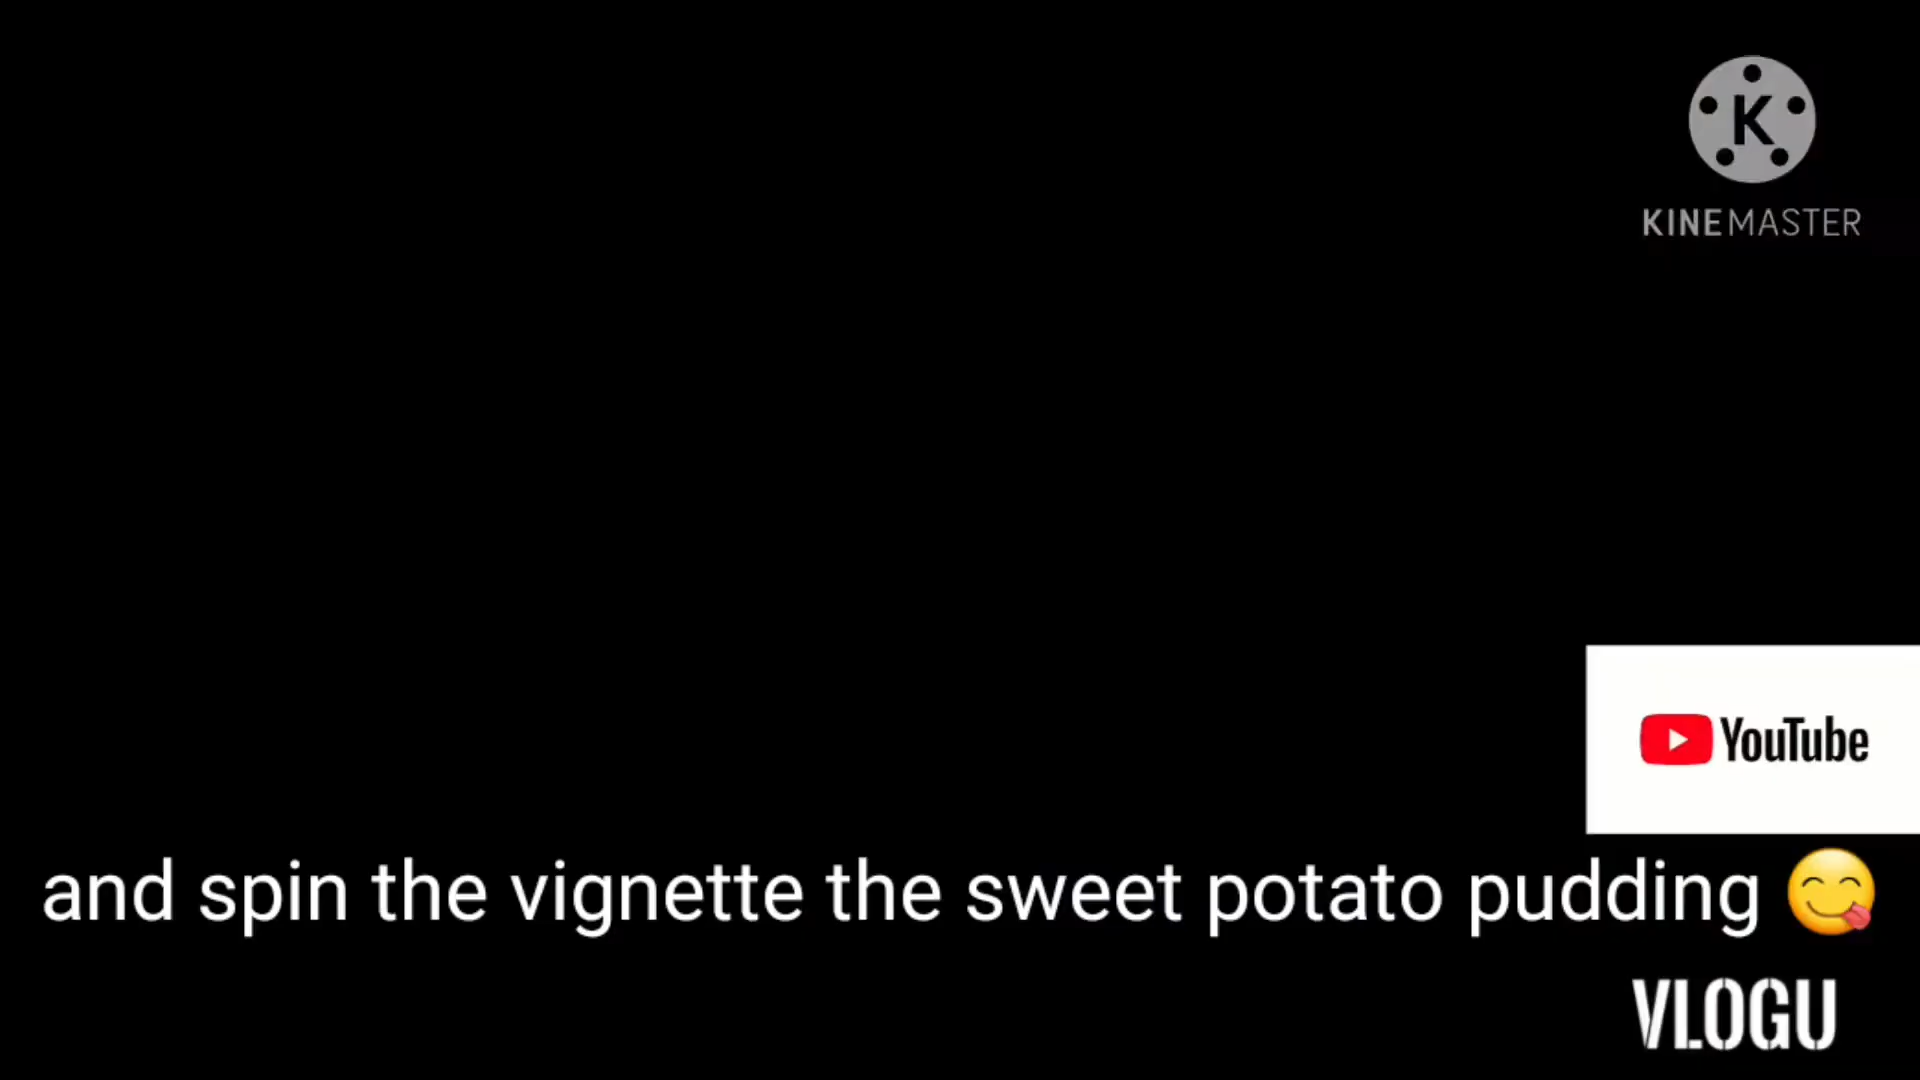 K
KINEMASTER
YouTube
and spin the vignette the sweet potato pudding 😋
VLOGU